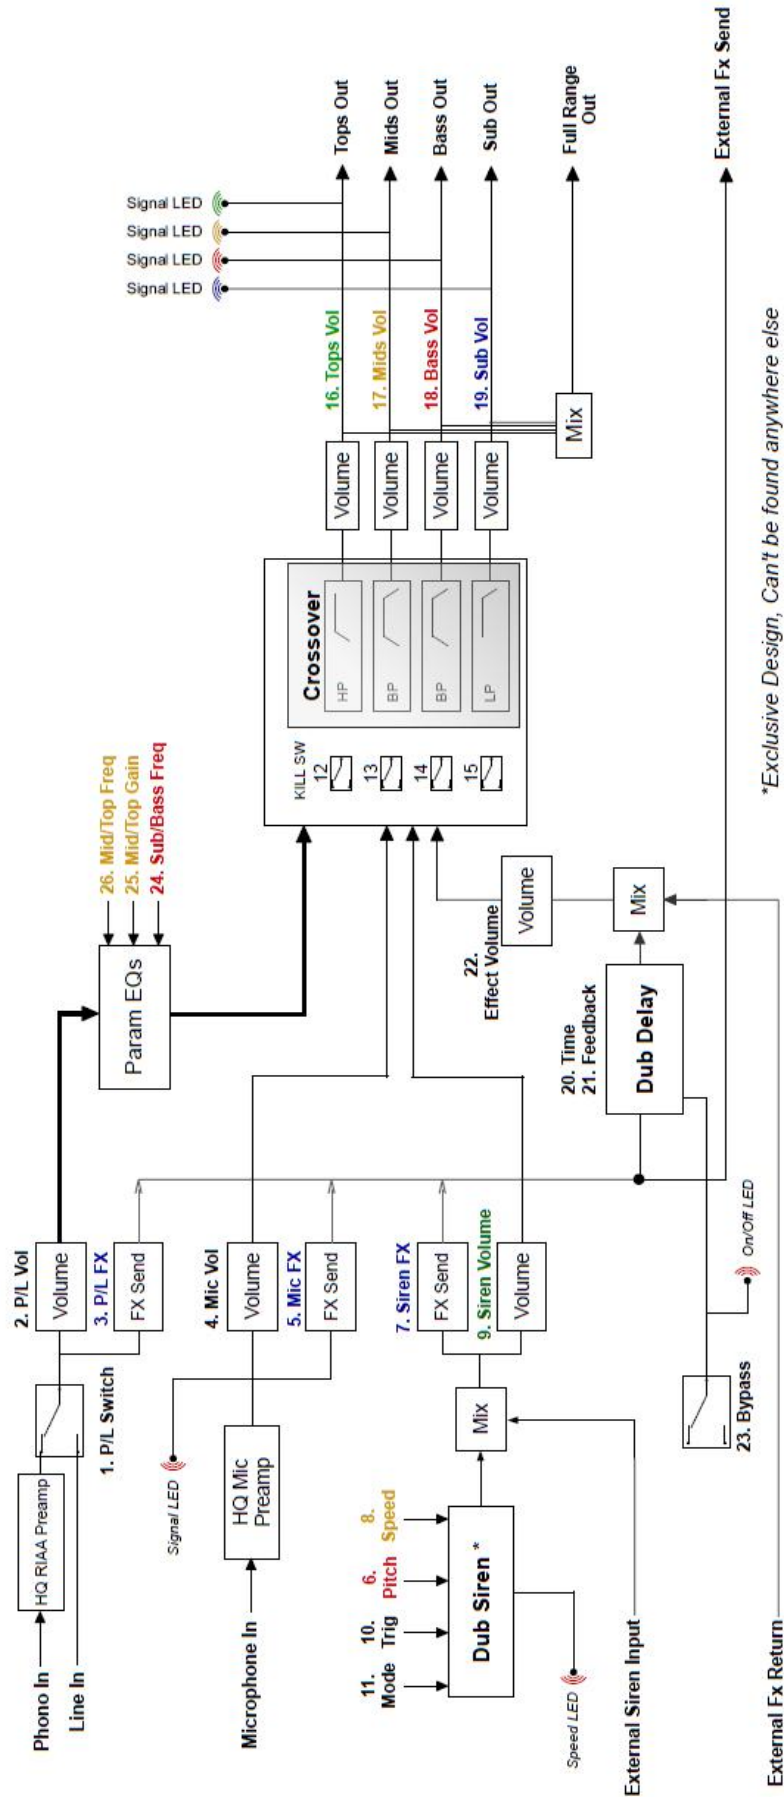 Phono In
Line In
HQ RIAA Preamp
1. P/L Switch
2. P/L Vol
Volume
3. P/L FX
FX Send
Param EQs
26. Mid/Top Freq
25. Mid/Top Gain
24. Sub/Bass Freq
Signal LED
Microphone In
HQ Mic
Preamp
4. Mic Vol
Volume
5. Mic FX
FX Send
11.
Mode
10.
Trig
6.
Pitch
8.
Speed
Dub Siren *
Speed LED
External Siren Input
Mix
7. Siren FX
FX Send
9. Siren Volume
Volume
External Fx Return
23. Bypass
On/Off LED
20. Time
21. Feedback
Dub Delay
Mix
22.
Effect Volume
Volume
KILL SW
12
13
14
15
Crossover
HP
BP
BP
LP
Volume
Volume
Volume
Volume
16. Tops Vol
17. Mids Vol
18. Bass Vol
19. Sub Vol
Mix
Signal LED
Signal LED
Signal LED
Signal LED
Tops Out
Mids Out
Bass Out
Sub Out
Full Range
Out
External Fx Send
*Exclusive Design, Can't be found anywhere else